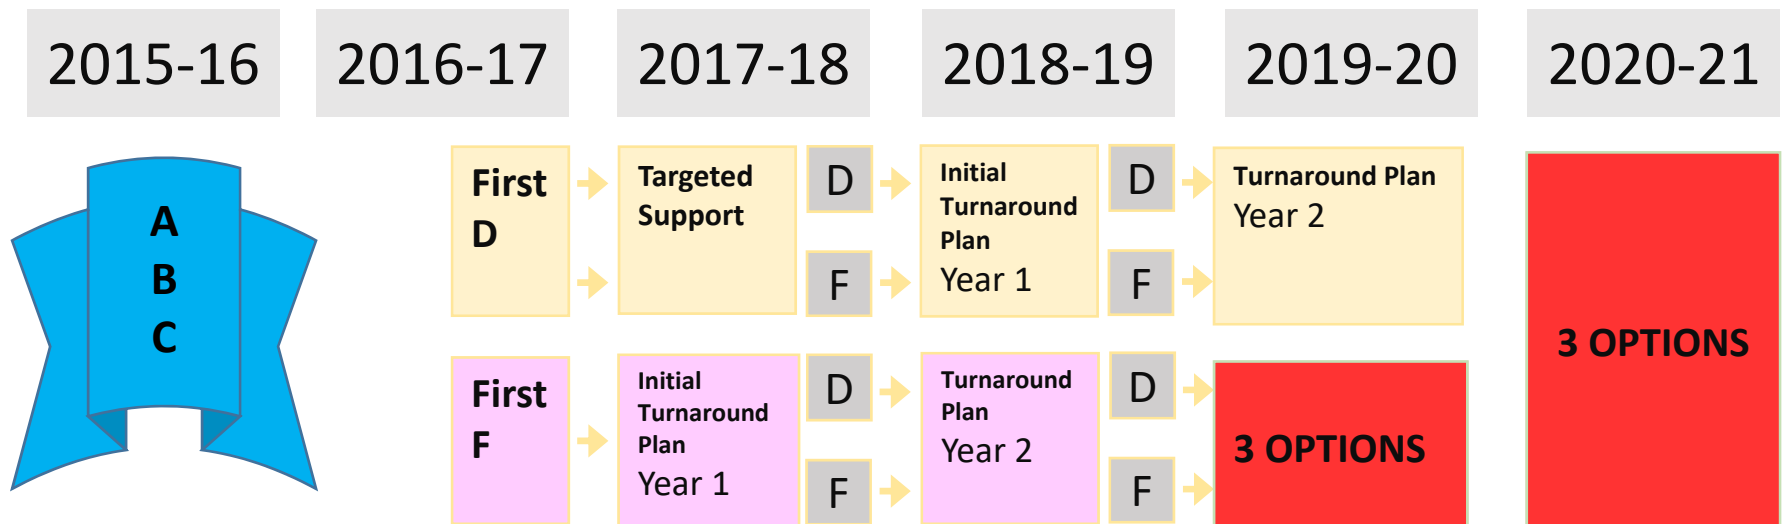 2015-16
2016-17
2017-18
2018-19
2019-20
2020-21
A
B
C
First
D
Targeted
Support
D
F
Initial
Turnaround
Plan
Year 1
D
F
Turnaround Plan
Year 2
3 OPTIONS
First
F
Initial
Turnaround
Plan
Year 1
D
F
Turnaround
Plan
Year 2
D
F
3 OPTIONS